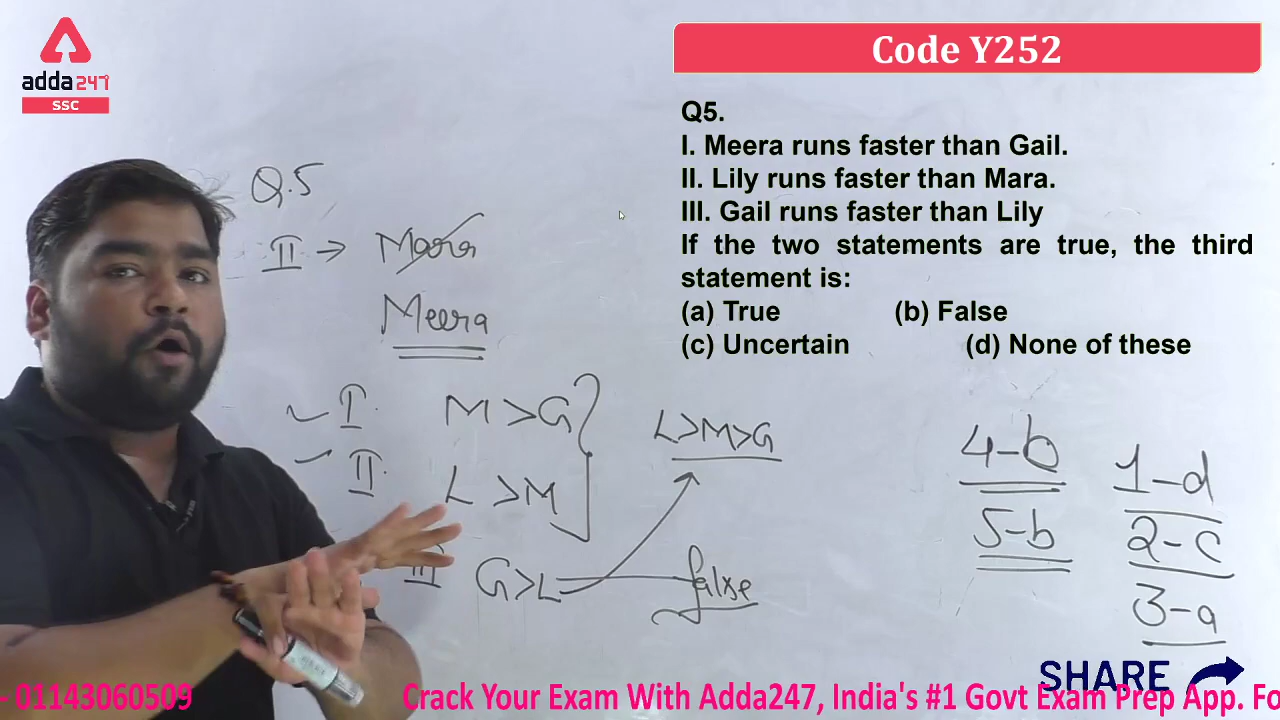 adda247
SSC
Code Y252
Q5.
I. Meera runs faster than Gail.
II. Lily runs faster than Mara.
III. Gail runs faster than Lily
If the two statements are true, the third
statement is:
(a) True (b) False
(c) Uncertain (d) None of these
Q.5
II → Mara
Meera
I. M>G
II. L>M
III G>L
L>M>G
false
4-b
5-b
1-d
2-c
3-a
SHARE
- 01143060509 Crack Your Exam With Adda247, India's #1 Govt Exam Prep App. Fo